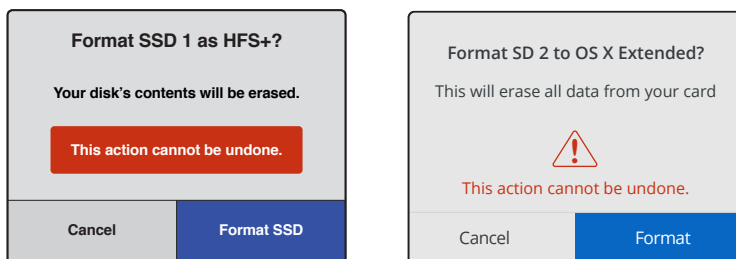 Format SSD 1 as HFS+?
Your disk's contents will be erased.
This action cannot be undone.
Cancel
Format SSD
Format SD 2 to OS X Extended?
This will erase all data from your card
This action cannot be undone.
Cancel
Format